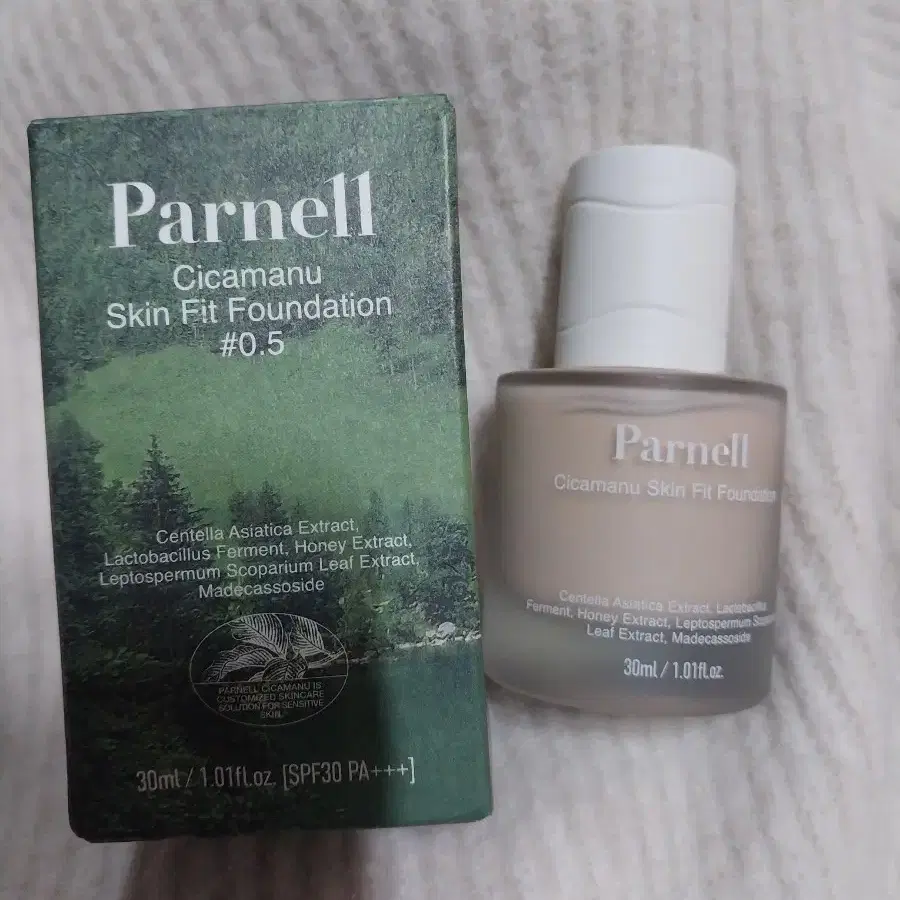 Parnell
Cicamanu
Skin Fit Foundation
#0.5
Centella Asiatica Extract,
Lactobacillus Ferment, Honey Extract,
Leptospermum Scoparium Leaf Extract,
Madecassoside
PARNELL CICAMANU IS
CUSTOMIZED SKINCARE
SOLUTION FOR SENSITIVE
SKIN.
30ml / 1.01fl.oz. [SPF30 PA+++]
Parnell
Cicamanu Skin Fit Foundation
Centella Asiatica Extract, Lactobacillus
Ferment, Honey Extract, Leptospermum
Leaf Extract, Madecassoside
30ml / 1.01fl.oz.